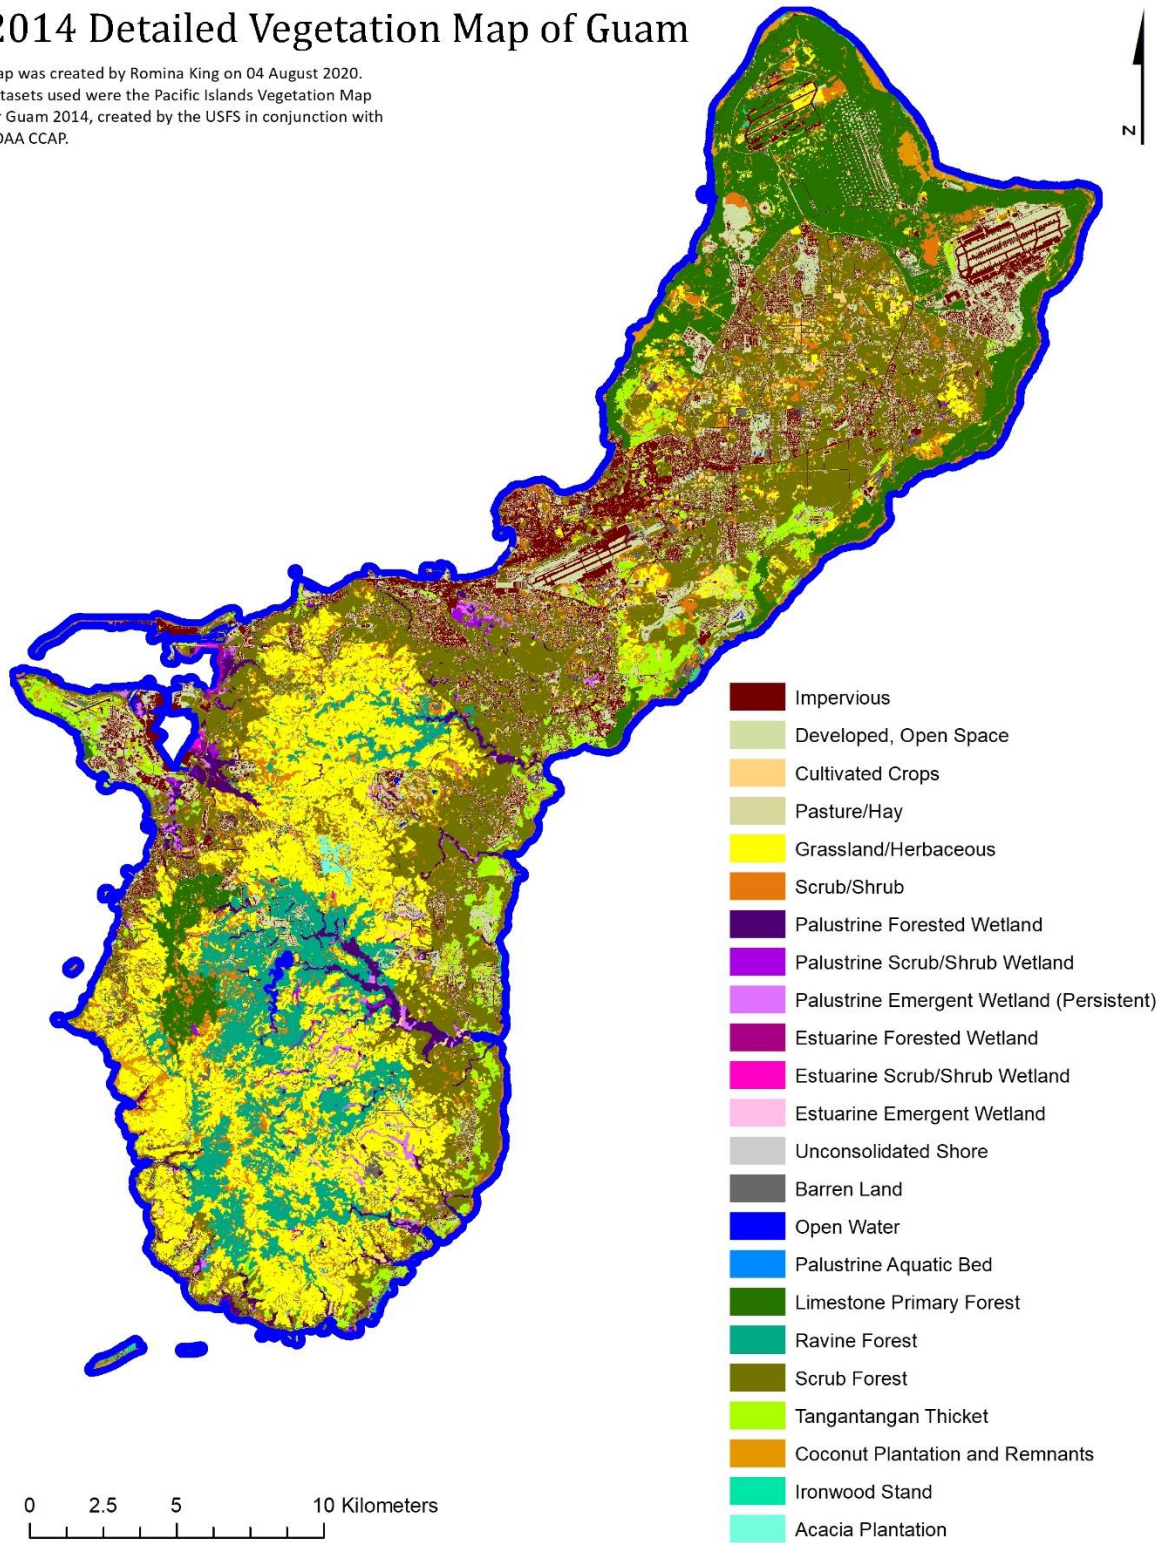 2014 Detailed Vegetation Map of Guam
ap was created by Romina King on 04 August 2020.
tasets used were the Pacific Islands Vegetation Map
r Guam 2014, created by the USFS in conjunction with
OAA CCAP.
N
Impervious
Developed, Open Space
Cultivated Crops
Pasture/Hay
Grassland/Herbaceous
Scrub/Shrub
Palustrine Forested Wetland
Palustrine Scrub/Shrub Wetland
Palustrine Emergent Wetland (Persistent)
Estuarine Forested Wetland
Estuarine Scrub/Shrub Wetland
Estuarine Emergent Wetland
Unconsolidated Shore
Barren Land
Open Water
Palustrine Aquatic Bed
Limestone Primary Forest
Ravine Forest
Scrub Forest
Tangantangan Thicket
Coconut Plantation and Remnants
Ironwood Stand
Acacia Plantation
0 2.5 5 10 Kilometers